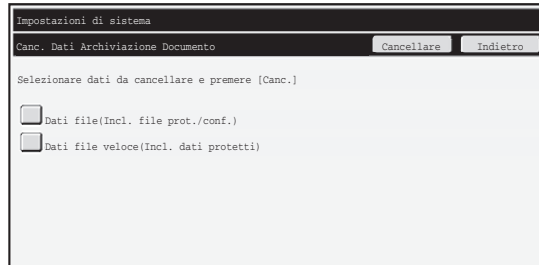 Impostazioni di sistema
Canc. Dati Archiviazione Documento Cancellare Indietro
Selezionare dati da cancellare e premere [Canc.]
Dati file(Incl. file prot./conf.)
Dati file veloce(Incl. dati protetti)